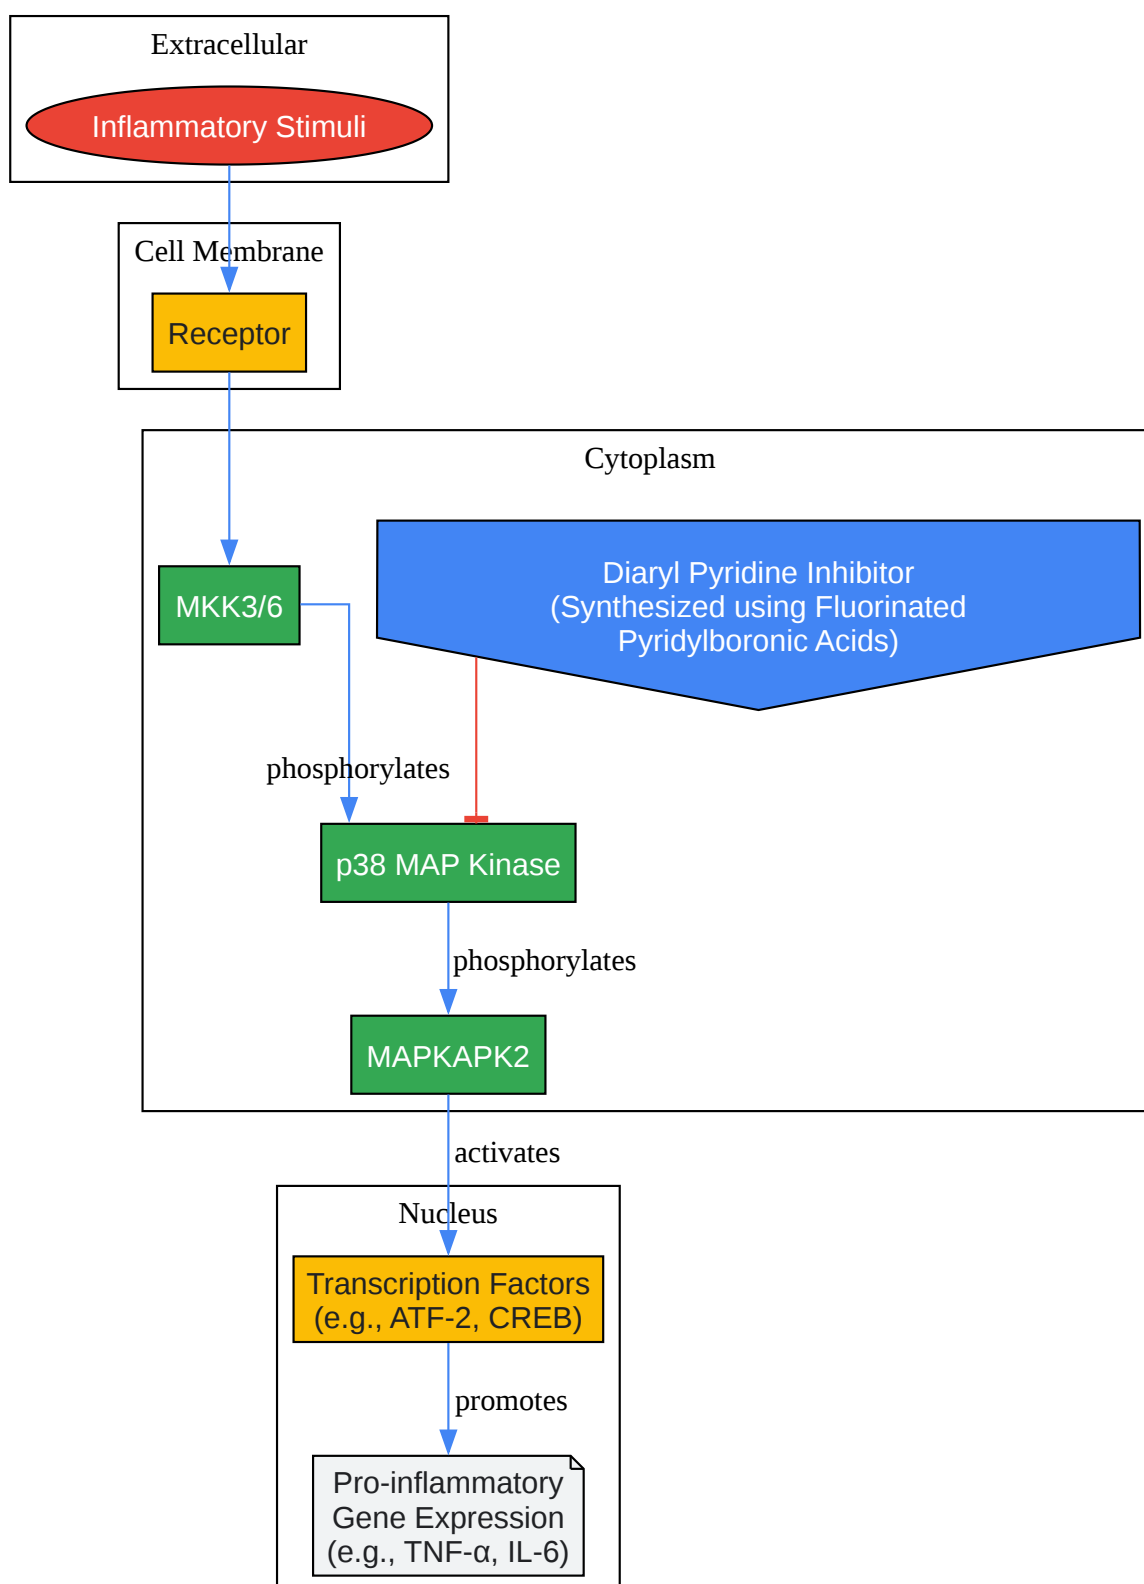 Extracellular
Inflammatory Stimuli
Cell Membrane
Receptor
Cytoplasm
Diaryl Pyridine Inhibitor
(Synthesized using Fluorinated
Pyridylboronic Acids)
MKK3/6
phosphorylates
p38 MAP Kinase
phosphorylates
MAPKAPK2
activates
Nucleus
Transcription Factors
(e.g., ATF-2, CREB)
promotes
Pro-inflammatory
Gene Expression
(e.g., TNF-α, IL-6)